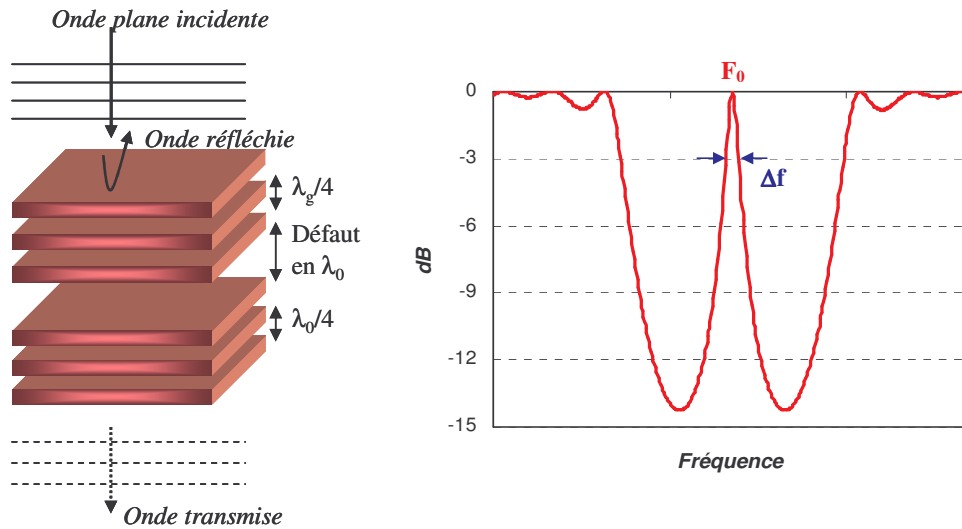 Onde plane incidente
Onde réfléchie
λg/4
Défaut
en λ0
λ0/4
Onde transmise
F0
0
-3
-6
-9
-12
-15
dB
Δf
Fréquence